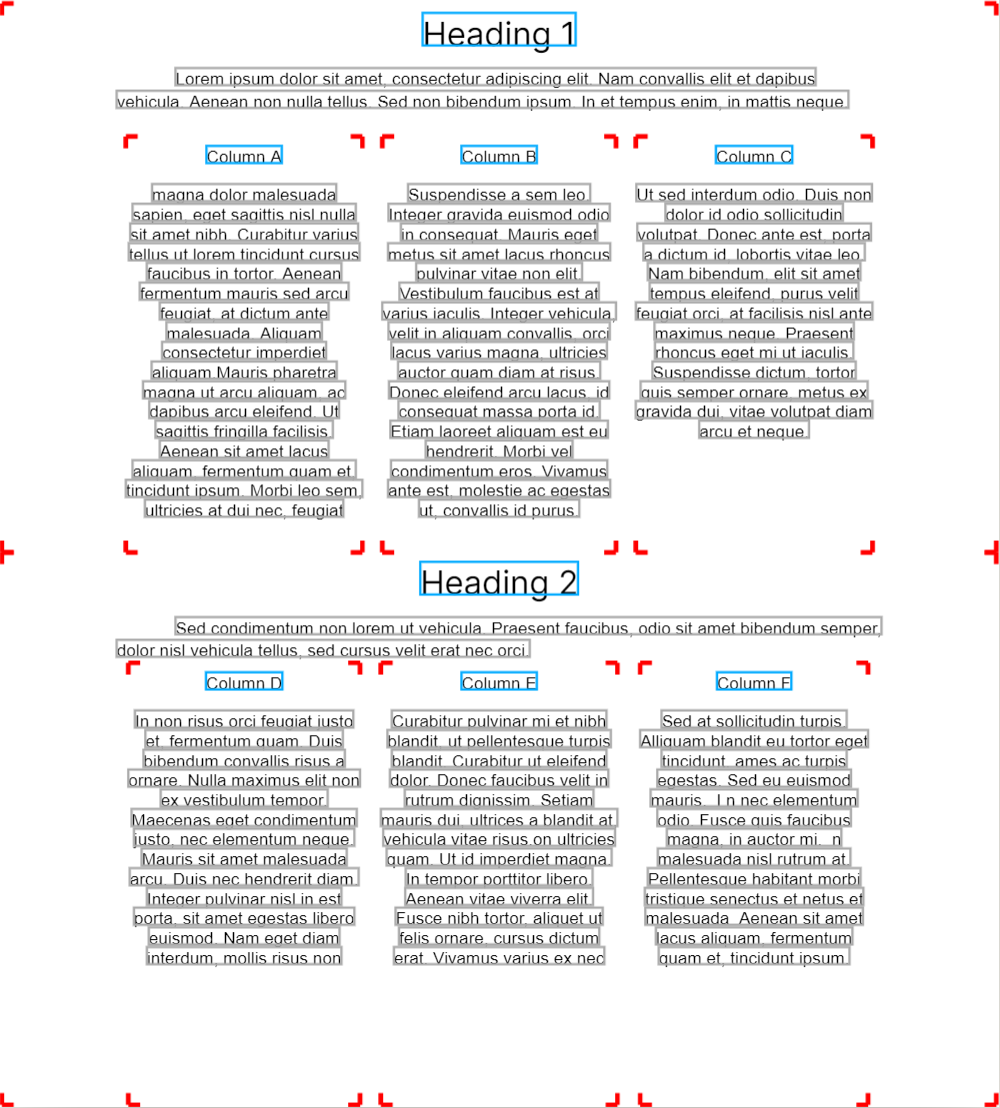 Heading 1
Lorem ipsum dolor sit amet, consectetur adipiscing elit. Nam convallis elit et dapibus
vehicula. Aenean non nulla tellus. Sed non bibendum ipsum. In et tempus enim, in mattis neque.
Column A
magna dolor malesuada
sapien, eget sagittis nisl nulla
sit amet nibh. Curabitur varius
tellus ut lorem tincidunt cursus
faucibus in tortor. Aenean
fermentum mauris sed arcu
feugiat, at dictum ante
malesuada. Aliquam
consectetur imperdiet
aliquam Mauris pharetra
magna ut arcu aliquam, ac
dapibus arcu eleifend. Ut
sagittis fringilla facilisis.
Aenean sit amet lacus
aliquam, fermentum quam et,
tincidunt ipsum. Morbi leo sem,
ultricies at dui nec, feugiat
Column B
Suspendisse a sem leo.
Integer gravida euismod odio
in consequat. Mauris eget
metus sit amet lacus rhoncus
pulvinar vitae non elit.
Vestibulum faucibus est at
varius iaculis. Integer vehicula,
velit in aliquam convallis, orci
lacus varius magna, ultricies
auctor quam diam at risus.
Donec eleifend arcu lacus, id
consequat massa porta id.
Etiam laoreet aliquam est eu
hendrerit. Morbi vel
condimentum eros. Vivamus
ante est, molestie ac egestas
ut, convallis id purus.
Column C
Ut sed interdum odio. Duis non
dolor id odio sollicitudin
volutpat. Donec ante est, porta
a dictum id, lobortis vitae leo.
Nam bibendum, elit sit amet
tempus eleifend, purus velit
feugiat orci, at facilisis nisl ante
maximus neque. Praesent
rhoncus eget mi ut iaculis.
Suspendisse dictum, tortor
quis semper ornare, metus ex
gravida dui, vitae volutpat diam
arcu et neque.
Heading 2
Sed condimentum non lorem ut vehicula. Praesent faucibus, odio sit amet bibendum semper,
dolor nisl vehicula tellus, sed cursus velit erat nec orci.
Column D
In non risus orci feugiat justo
et, fermentum quam. Duis
bibendum convallis risus a
ornare. Nulla maximus elit non
ex vestibulum tempor.
Maecenas eget condimentum
justo, nec elementum neque.
Mauris sit amet malesuada
arcu. Duis nec hendrerit diam.
Integer pulvinar nisl in est
porta, sit amet egestas libero
euismod. Nam eget diam
interdum, mollis risus non
Column E
Curabitur pulvinar mi et nibh
blandit, ut pellentesque turpis
blandit. Curabitur ut eleifend
dolor. Donec faucibus velit in
rutrum dignissim. Setiam
mauris dui, ultrices a blandit at,
vehicula vitae risus.on ultricies
quam. Ut id imperdiet magna.
In tempor porttitor libero.
Aenean vitae viverra elit.
Fusce nibh tortor, aliquet ut
felis ornare, cursus dictum
erat. Vivamus varius ex nec
Column F
Sed at sollicitudin turpis.
Alliquam blandit eu tortor eget
tincidunt, ames ac turpis
egestas. Sed eu euismod
mauris. I n nec elementum
odio. Fusce quis faucibus
magna, in auctor mi. n
malesuada nisl rutrum at.
Pellentesque habitant morbi
tristique senectus et netus et
malesuada. Aenean sit amet
lacus aliquam, fermentum
quam et, tincidunt ipsum.